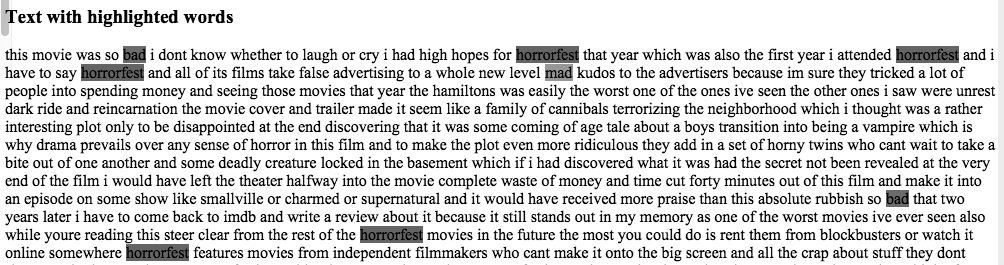 Text with highlighted words
this movie was so bad i dont know whether to laugh or cry i had high hopes for horrorfest that year which was also the first year i attended horrorfest and i
have to say horrorfest and all of its films take false advertising to a whole new level mad kudos to the advertisers because im sure they tricked a lot of
people into spending money and seeing those movies that year the hamiltons was easily the worst one of the ones ives seen the other ones i saw were unrest
dark ride and reincarnation the movie cover and trailer made it seem like a family of cannibals terrorizing the neighborhood which i thought was a rather
interesting plot only to be disappointed at the end discovering that it was some coming of age tale about a boys transition into being a vampire which is
why drama prevails over any sense of horror in this film and to make the plot even more ridiculous they add in a set of horny twins who cant wait to take a
bite out of one another and some deadly creature locked in the basement which if i had discovered what it was had the secret not been revealed at the very
end of the film i would have left the theater halfway into the movie complete waste of money and time cut forty minutes out of this film and make it into
an episode on some show like smallville or charmed or supernatural and it would have received more praise than this absolute rubbish so bad that two
years later i have to come back to imdb and write a review about it because it still stands out in my memory as one of the worst movies ive ever seen also
while youre reading this steer clear from the rest of the horrorfest movies in the future the most you could do is rent them from blockbusters or watch it
online somewhere horrorfest features movies from independent filmmakers who cant make it onto the big screen and all the crap about stuff they dont